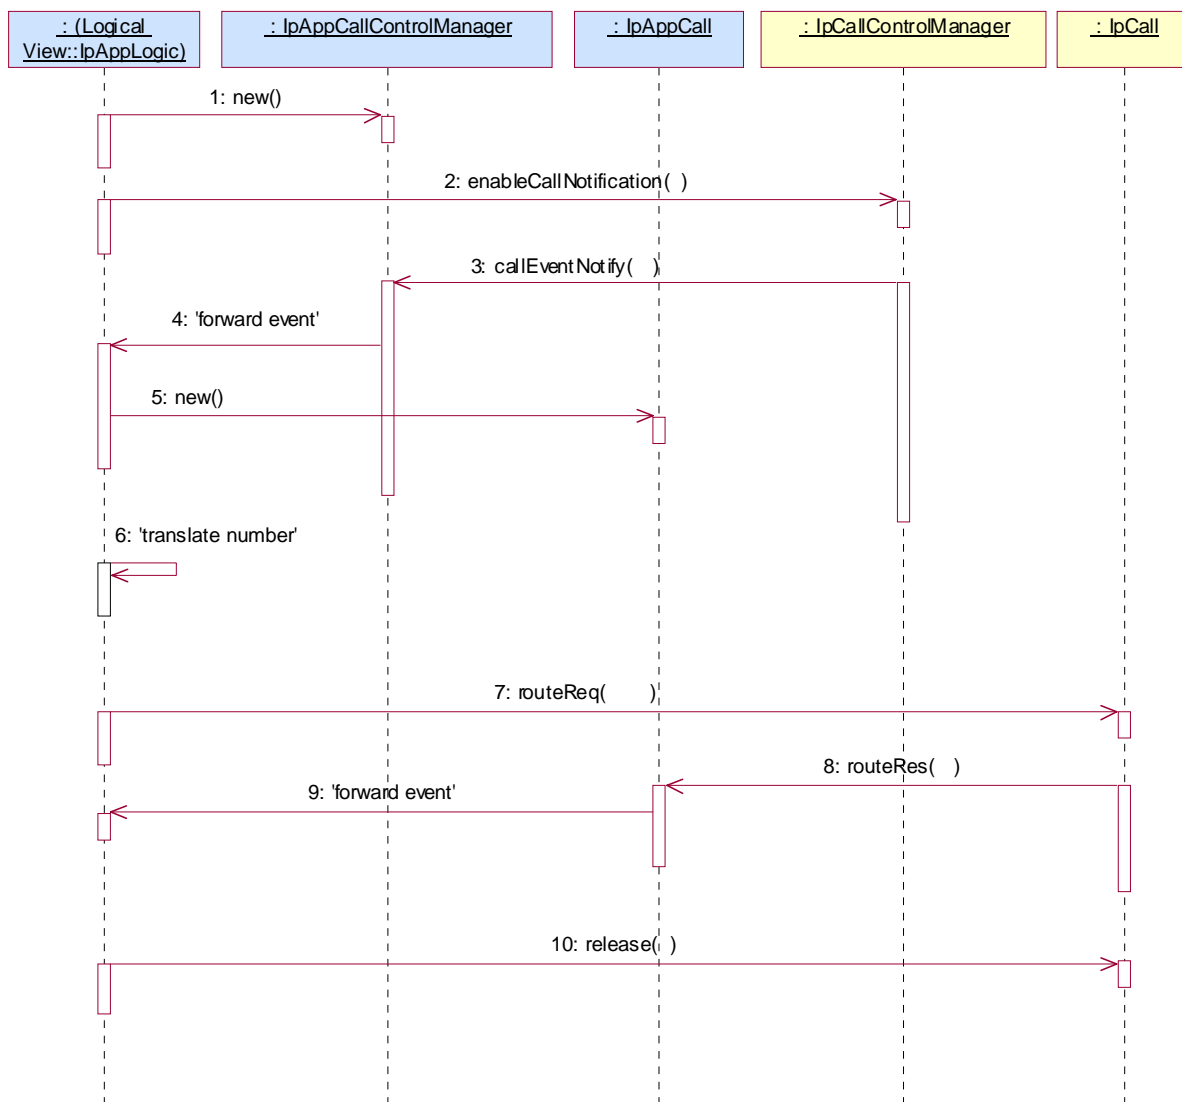 : (Logical
View::IpAppLogic)
: IpAppCallControlManager
: IpAppCall
: IpCallControlManager
: IpCall
1: new()
2: enableCallNotification( )
3: callEventNotify( )
4: 'forward event'
5: new()
6: 'translate number'
7: routeReq( )
8: routeRes( )
9: 'forward event'
10: release( )